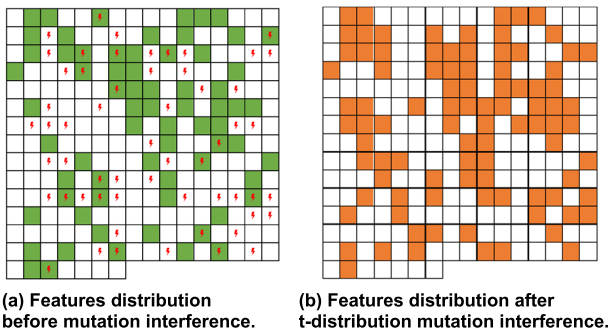 (a) Features distribution
before mutation interference.
(b) Features distribution after
t-distribution mutation interference.